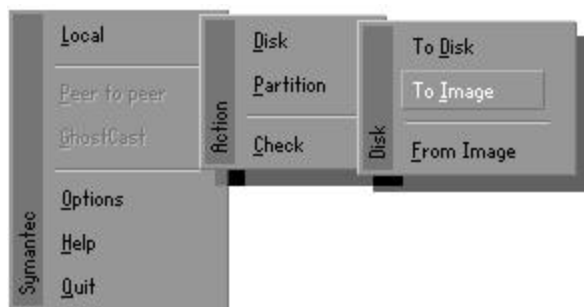 Local
Peer to peer
GhostCast
Options
Help
Quit
Symantec
Disk
Partition
Check
Action
To Disk
To Image
From Image
Disk